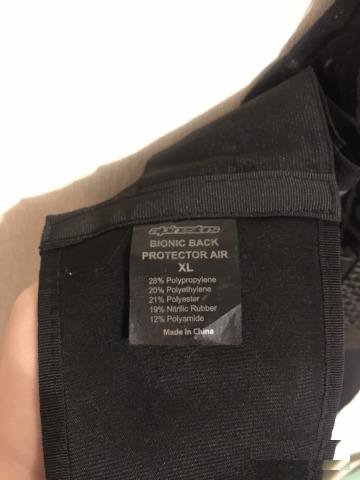 alpinestars
BIONIC BACK
PROTECTOR AIR
XL
28% Polypropylene
20% Polyethylene
21% Polyester
19% Nitrilic Rubber
12% Polyamide
Made in China